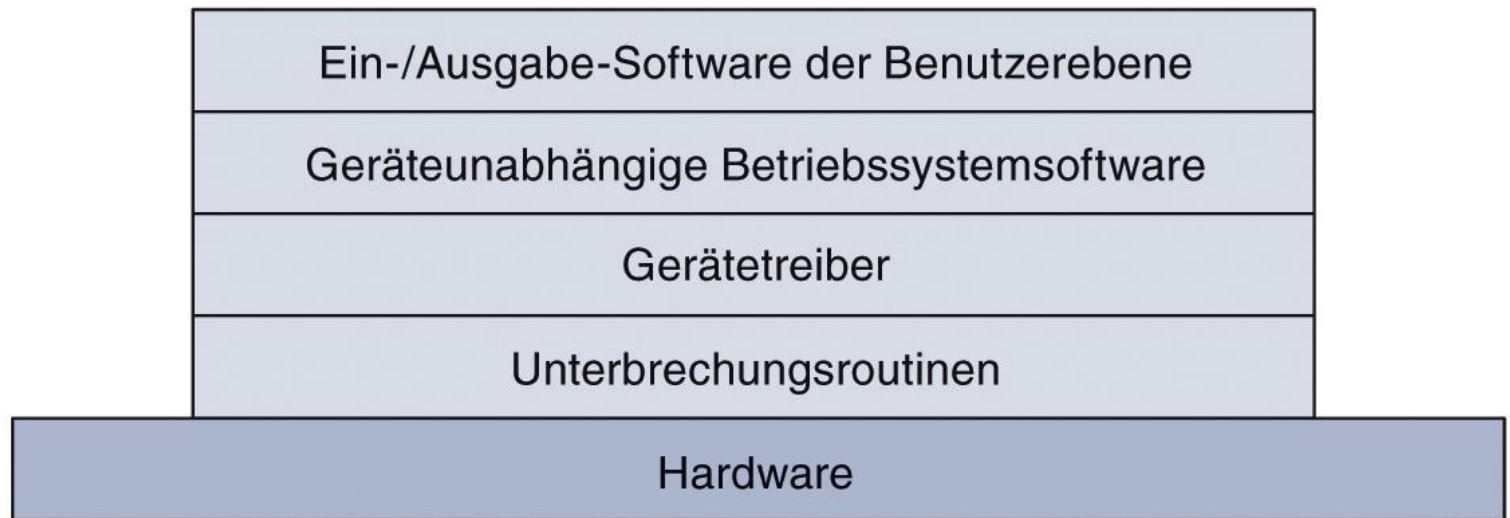 Ein-/Ausgabe-Software der Benutzerebene
Geräteunabhängige Betriebssystemsoftware
Gerätetreiber
Unterbrechungsroutinen
Hardware